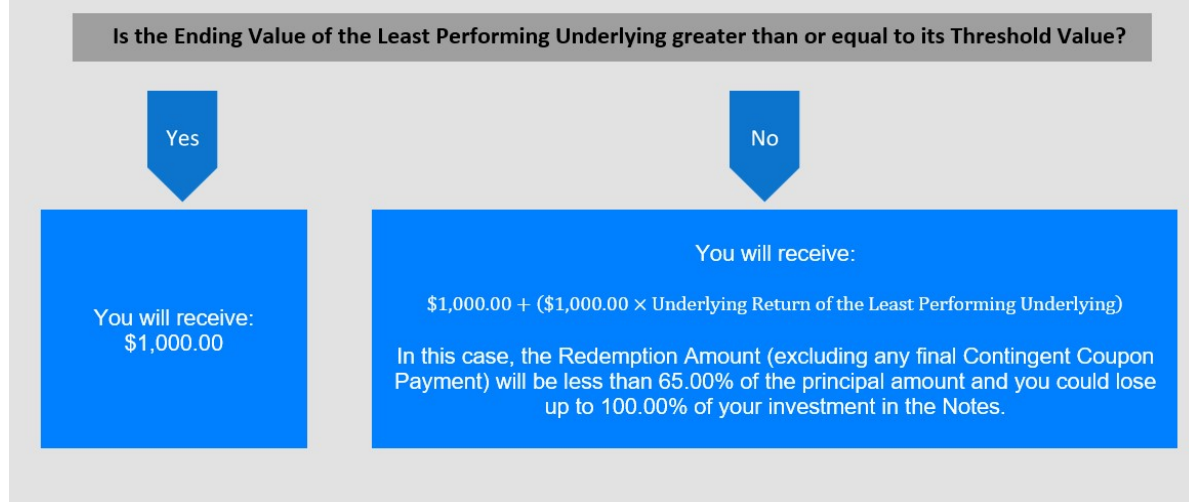 Is the Ending Value of the Least Performing Underlying greater than or equal to its Threshold Value?
Yes
No
You will receive:
$1,000.00
You will receive:
$1,000.00 + ($1,000.00 × Underlying Return of the Least Performing Underlying)
In this case, the Redemption Amount (excluding any final Contingent Coupon
Payment) will be less than 65.00% of the principal amount and you could lose
up to 100.00% of your investment in the Notes.